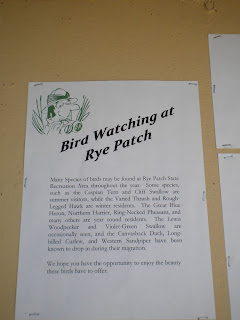 Bird Watching at
Rye Patch
Many Species of birds may be found at Rye Patch State
Recreation Area throughout the year. Some species,
such as the Caspian Tern and Cliff Swallow are
summer visitors, while the Varied Thrush and Rough-
Legged Hawk are winter residents. The Great Blue
Heron, Northern Harrier, Ring-Necked Pheasant, and
many others are year round residents. The Lewis
Woodpecker and Violet-Green Swallow are
occasionally seen, and the Canvasback Duck, Long-
billed Curlew, and Western Sandpiper have been
known to drop in during their migration.
We hope you have the opportunity to enjoy the beauty
these birds have to offer.